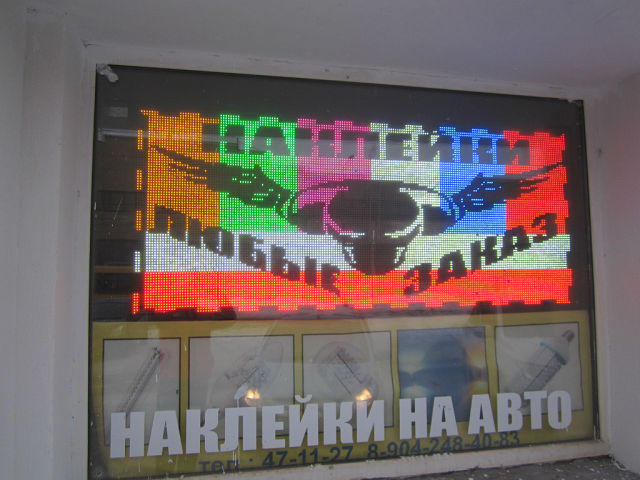 НАКЛЕЙКИ
ЛЮБЫЕ ЗАКАЗ
НАКЛЕЙКИ НА АВТО
тел.: 47-11-27, 8-904-248-40-83